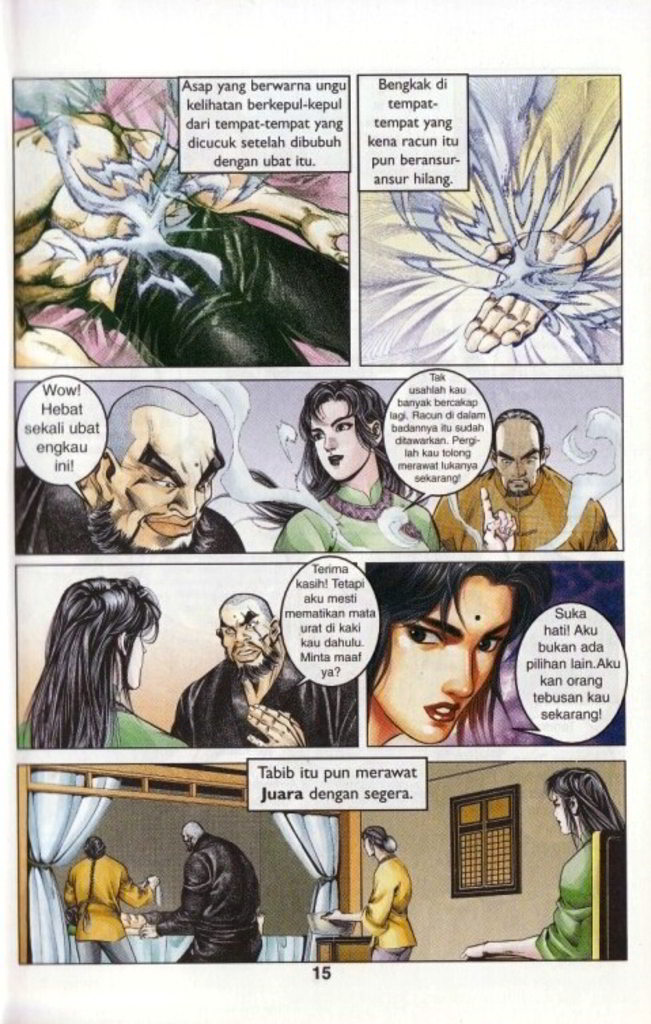 Asap yang berwarna ungu
kelihatan berkepul-kepul
dari tempat-tempat yang
dicucuk setelah dibubuh
dengan ubat itu.
Bengkak di
tempat-
tempat yang
kena racun itu
pun beransur-
ansur hilang.
Wow!
Hebat
sekali ubat
engkau
ini!
Tak
usahlah kau
banyak bercakap
lagi. Racun di dalam
badannya itu sudah
ditawarkan. Pergi-
lah kau tolong
merawat lukanya
sekarang!
Terima
kasih! Tetapi
aku mesti
mematikan mata
urat di kaki
kau dahulu.
Minta maaf
ya?
Suka
hati! Aku
bukan ada
pilihan lain.Aku
kan orang
tebusan kau
sekarang!
Tabib itu pun merawat
Juara dengan segera.
15